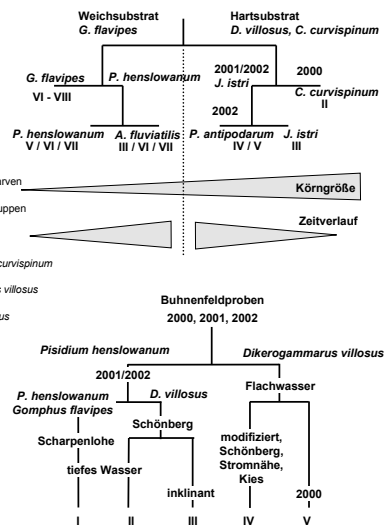 Weichsubstrat Hartsubstrat
G. flavipes D. villosus, C. curvispinum
G. flavipes P. henslowanum 2001/2002 2000
VI - VIII J. istri C. curvispinum
II
2002
P. henslowanum A. fluviatilis P. antipodarum J. istri
V / VI / VII III / VI / VII IV / V III
arven
Körngröße
uppen
Zeitverlauf
curvispinum
s villosus
us
Buhnenfeldproben
2000, 2001, 2002
Pisidium henslowanum Dikerogammarus villosus
2001/2002 Flachwasser
P. henslowanum D. villosus
Gomphus flavipes
Schönberg
Scharpenlohe modifiziert,
Schönberg,
Stromnähe,
tiefes Wasser Kies
inklinant 2000
I II III IV V